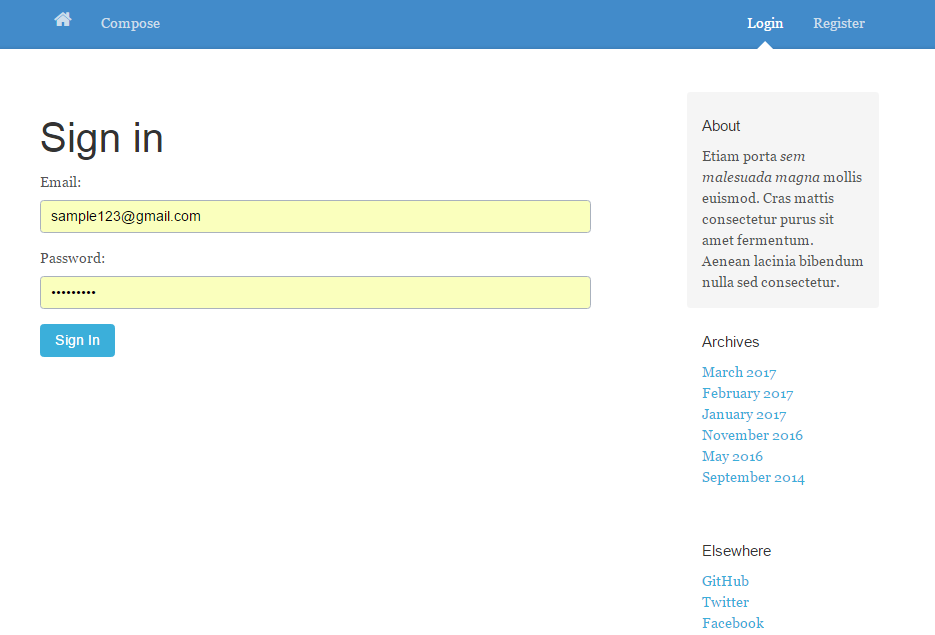 Compose
Login
Register
Sign in
Email:
sample123@gmail.com
Password:
•••••••••
Sign In
About
Etiam porta sem
malesuada magna mollis
euismod. Cras mattis
consectetur purus sit
amet fermentum.
Aenean lacinia bibendum
nulla sed consectetur.
Archives
March 2017
February 2017
January 2017
November 2016
May 2016
September 2014
Elsewhere
GitHub
Twitter
Facebook